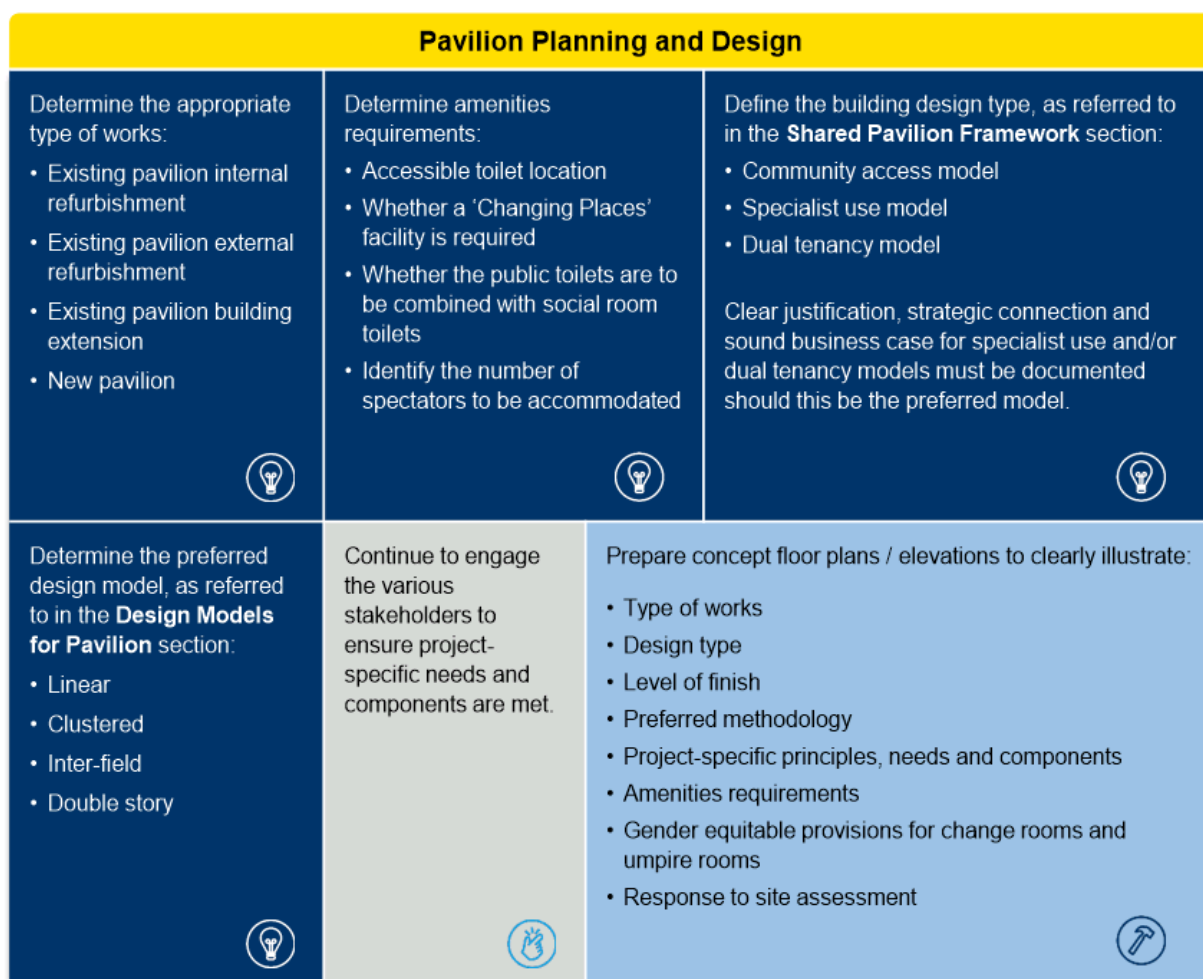 Pavilion Planning and Design
Determine the appropriate
type of works:
• Existing pavilion internal
refurbishment
• Existing pavilion external
refurbishment
• Existing pavilion building
extension
• New pavilion
Determine amenities
requirements:
• Accessible toilet location
• Whether a ‘Changing Places’
facility is required
• Whether the public toilets are to
be combined with social room
toilets
• Identify the number of
spectators to be accommodated
Define the building design type, as referred to
in the Shared Pavilion Framework section:
• Community access model
• Specialist use model
• Dual tenancy model
Clear justification, strategic connection and
sound business case for specialist use and/or
dual tenancy models must be documented
should this be the preferred model.
Determine the preferred
design model, as referred
to in the Design Models
for Pavilion section:
• Linear
• Clustered
• Inter-field
• Double story
Continue to engage
the various
stakeholders to
ensure project-
specific needs and
components are met.
Prepare concept floor plans / elevations to clearly illustrate:
• Type of works
• Design type
• Level of finish
• Preferred methodology
• Project-specific principles, needs and components
• Amenities requirements
• Gender equitable provisions for change rooms and
umpire rooms
• Response to site assessment